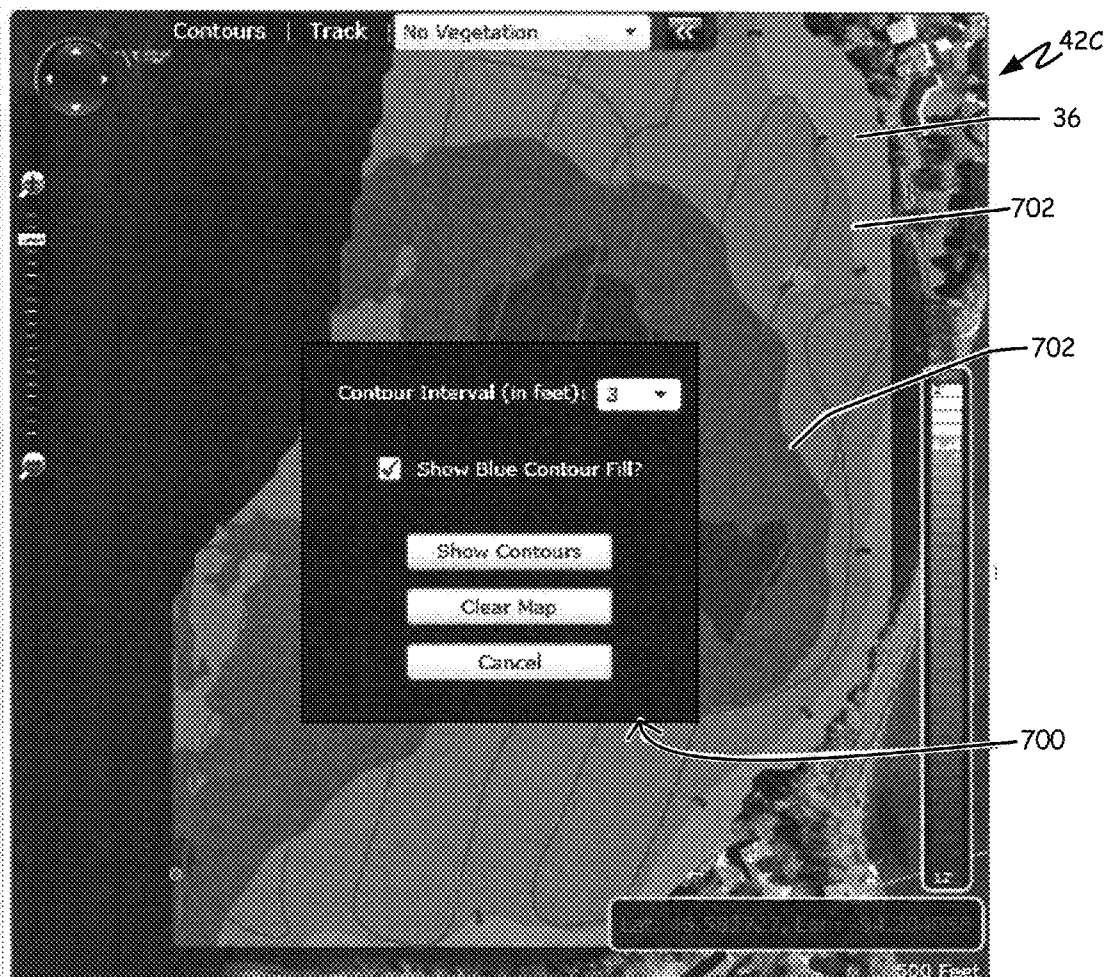 Contours | Track No Vegetation
42C
36
702
702
Contour Interval (in feet): 3
Show Blue Contour Fill?
Show Contours
Clear Map
Cancel
700
12
500 Feet